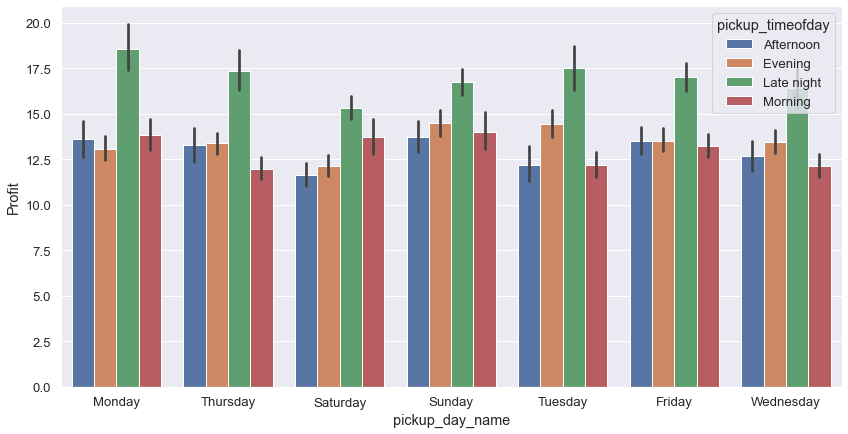 20.0
17.5
15.0
12.5
10.0
7.5
5.0
2.5
0.0
Profit
pickup_timeofday
Afternoon
Evening
Late night
Morning
Monday Thursday Saturday Sunday Tuesday Friday Wednesday
pickup_day_name